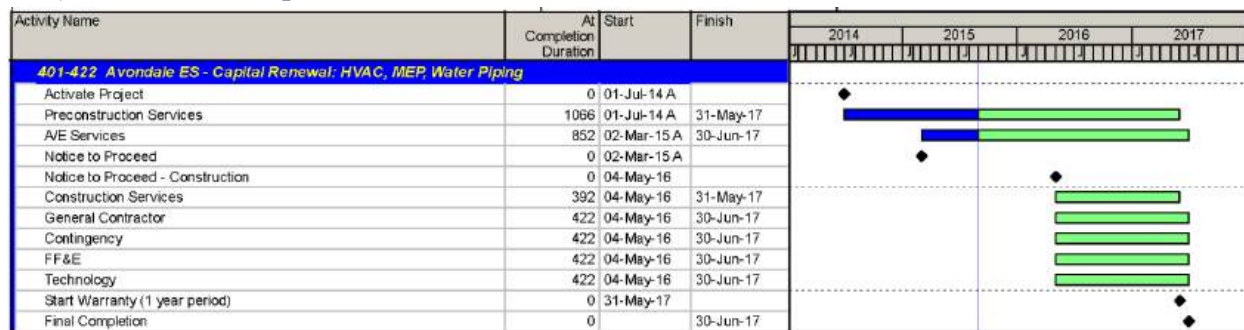 Activity Name At Completion Duration Start Finish
2014 2015 2016 2017
J J J J J J J
401-422 Avondale ES - Capital Renewal: HVAC, MEP, Water Piping
Activate Project 0 01-Jul-14 A
Preconstruction Services 1066 01-Jul-14 A 31-May-17
A/E Services 852 02-Mar-15 A 30-Jun-17
Notice to Proceed 0 02-Mar-15 A
Notice to Proceed - Construction 0 04-May-16
Construction Services 392 04-May-16 31-May-17
General Contractor 422 04-May-16 30-Jun-17
Contingency 422 04-May-16 30-Jun-17
FF&E 422 04-May-16 30-Jun-17
Technology 422 04-May-16 30-Jun-17
Start Warranty (1 year period) 0 31-May-17
Final Completion 0 30-Jun-17